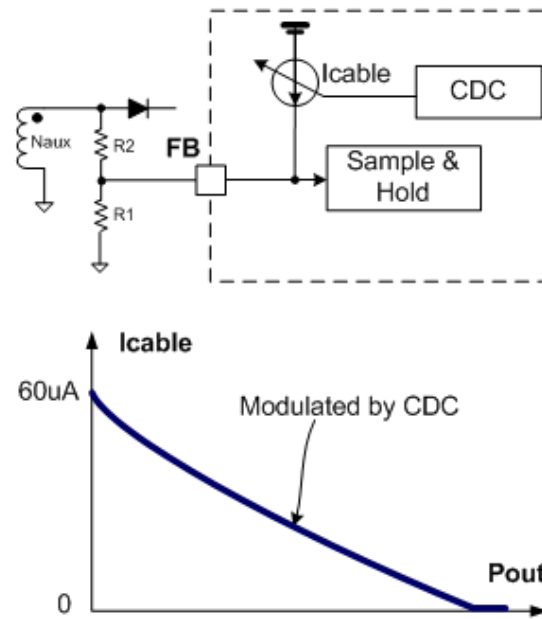 Icable
CDC
Naux
R2
FB
Sample &
Hold
R1
Icable
60uA
Modulated by CDC
Pout
0